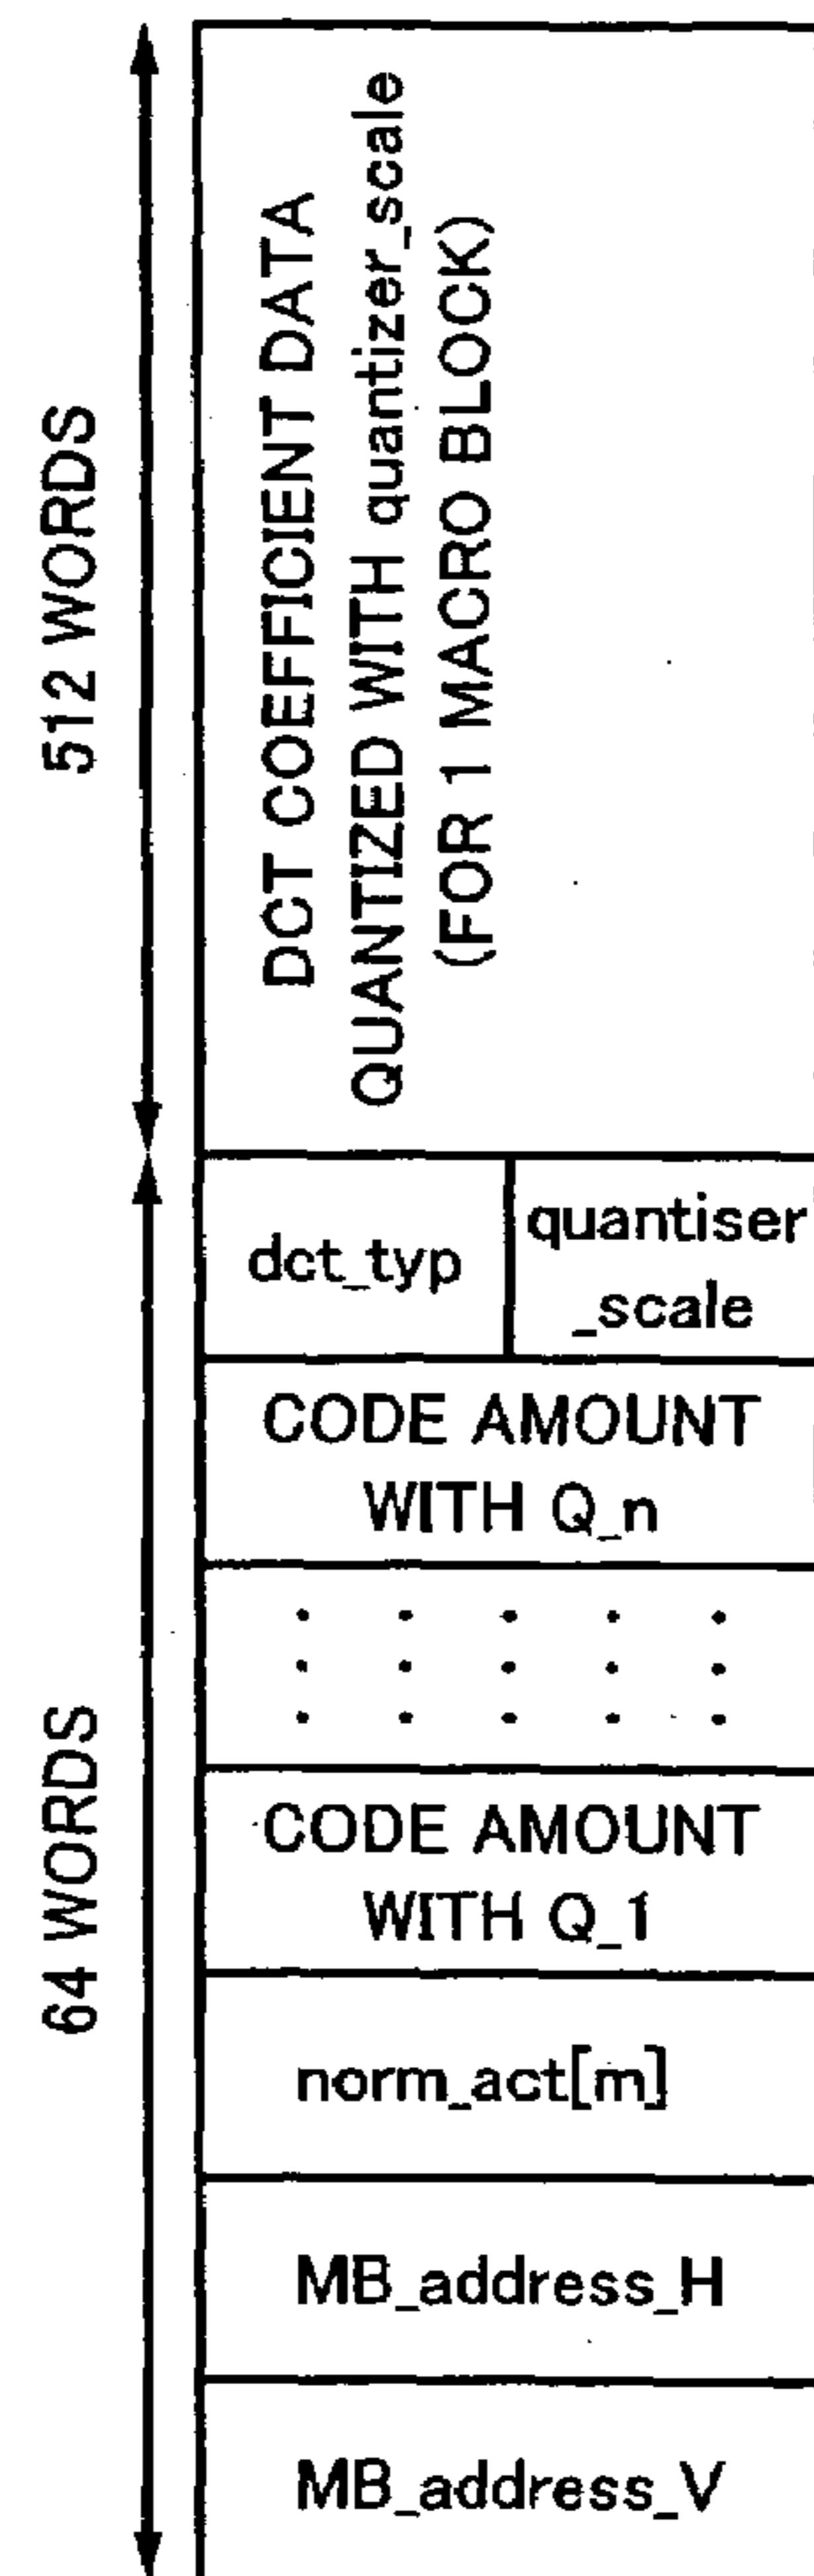 512 WORDS
DCT COEFFICIENT DATA
QUANTIZED WITH quantizer_scale
(FOR 1 MACRO BLOCK)
64 WORDS
dct_typ
quantiser
_scale
CODE AMOUNT
WITH Q_n
CODE AMOUNT
WITH Q_1
norm_act[m]
MB_address_H
MB_address_V